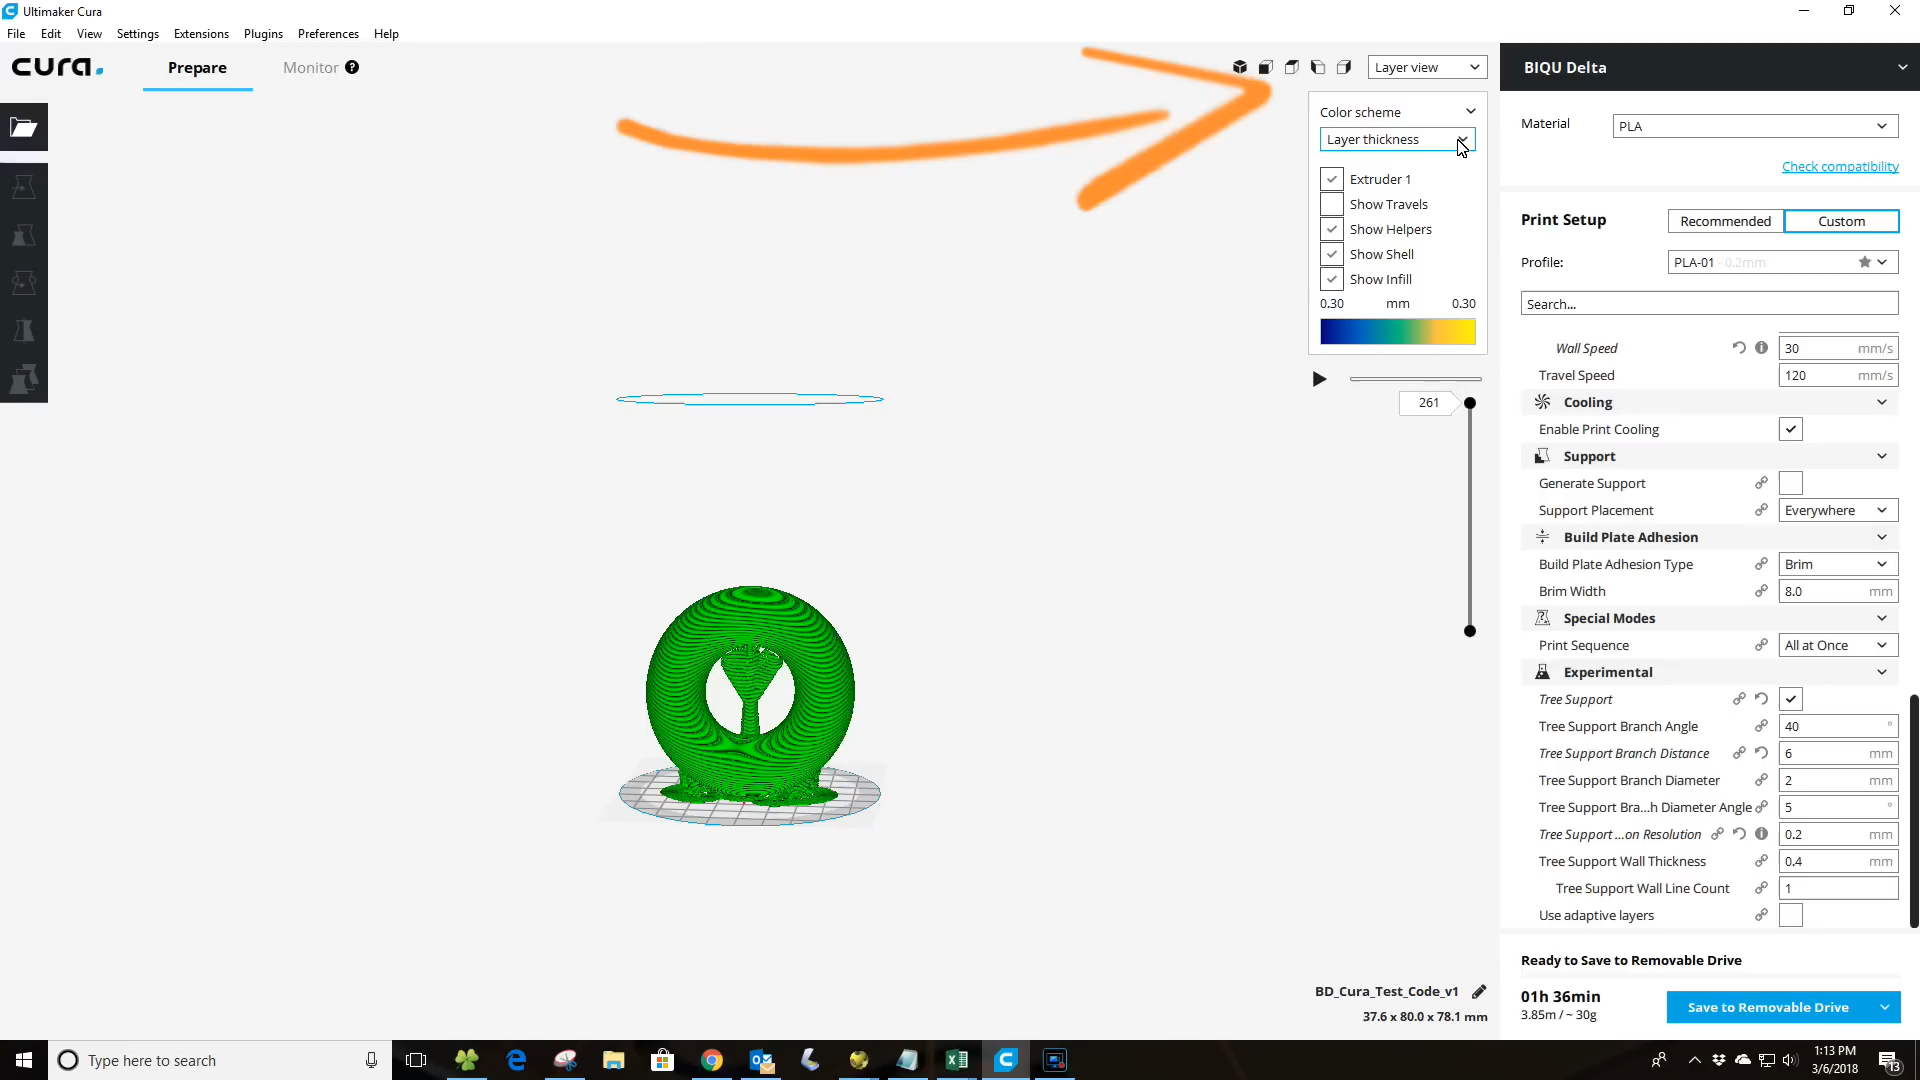 Ultimaker Cura
File Edit View Settings Extensions Plugins Preferences Help
cura. Prepare Monitor ? Layer view BIQU Delta
Color scheme
Layer thickness
Extruder 1
Show Travels
Show Helpers
Show Shell
Show Infill
0.30 mm 0.30
261
Material PLA
Check compatibility
Print Setup Recommended Custom
Profile: PLA-01 - 0.2mm
Search...
Wall Speed 30 mm/s
Travel Speed 120 mm/s
Cooling
Enable Print Cooling
Support
Generate Support
Support Placement Everywhere
Build Plate Adhesion
Build Plate Adhesion Type Brim
Brim Width 8.0 mm
Special Modes
Print Sequence All at Once
Experimental
Tree Support
Tree Support Branch Angle 40 °
Tree Support Branch Distance 6 mm
Tree Support Branch Diameter 2 mm
Tree Support Bra...h Diameter Angle 5 °
Tree Support ...on Resolution 0.2 mm
Tree Support Wall Thickness 0.4 mm
Tree Support Wall Line Count 1
Use adaptive layers
Ready to Save to Removable Drive
BD_Cura_Test_Code_v1
37.6 x 80.0 x 78.1 mm
01h 36min
3.85m / ~ 30g
Save to Removable Drive
Type here to search
1:13 PM
3/6/2018
13